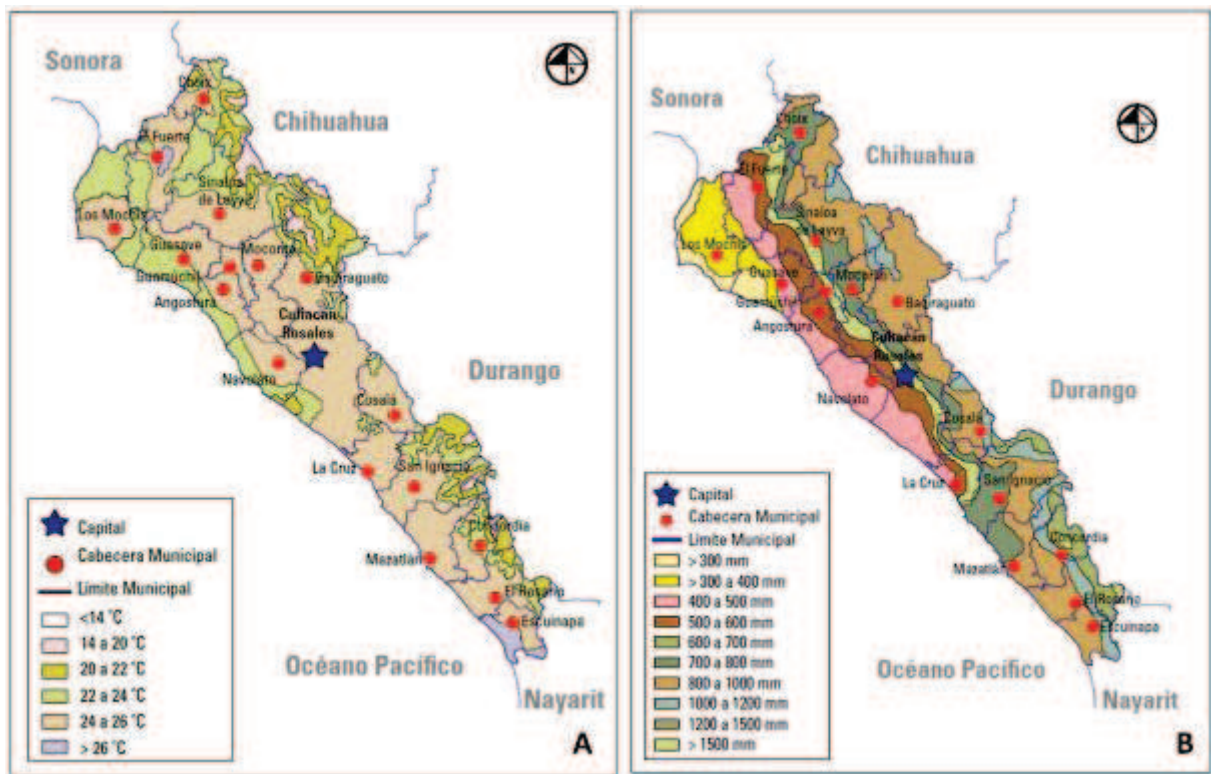 Sonora
Chihuahua
Choix
El Fuerte
Sinaloa
de Leyva
Los Mochis
Guasave
Mocorito
Guamúchil
Badiraguato
Angostura
Culiacán
Rosales
Durango
Navolato
Cosalá
La Cruz
San Ignacio
Concordia
Mazatlán
El Rosario
Escuinapa
Océano Pacífico
Nayarit
Capital
Cabecera Municipal
Límite Municipal
<14 °C
14 a 20 °C
20 a 22 °C
22 a 24 °C
24 a 26 °C
> 26 °C
A
N
Sonora
Chihuahua
Choix
El Fuerte
Sinaloa
de Leyva
Los Mochis
Guasave
Mocorito
Guamúchil
Badiraguato
Angostura
Culiacán
Rosales
Durango
Navolato
Cosalá
La Cruz
San Ignacio
Concordia
Mazatlán
El Rosario
Escuinapa
Océano Pacífico
Nayarit
Capital
Cabecera Municipal
Límite Municipal
> 300 mm
> 300 a 400 mm
400 a 500 mm
500 a 600 mm
600 a 700 mm
700 a 800 mm
800 a 1000 mm
1000 a 1200 mm
1200 a 1500 mm
> 1500 mm
B
N